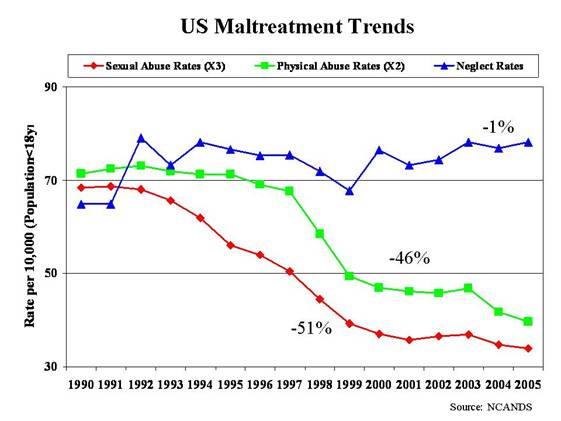 US Maltreatment Trends
Sexual Abuse Rates (X3) Physical Abuse Rates (X2) Neglect Rates
Rate per 10,000 (Population<18yr
90
70
50
30
-1%
-46%
-51%
1990 1991 1992 1993 1994 1995 1996 1997 1998 1999 2000 2001 2002 2003 2004 2005
Source: NCANDS